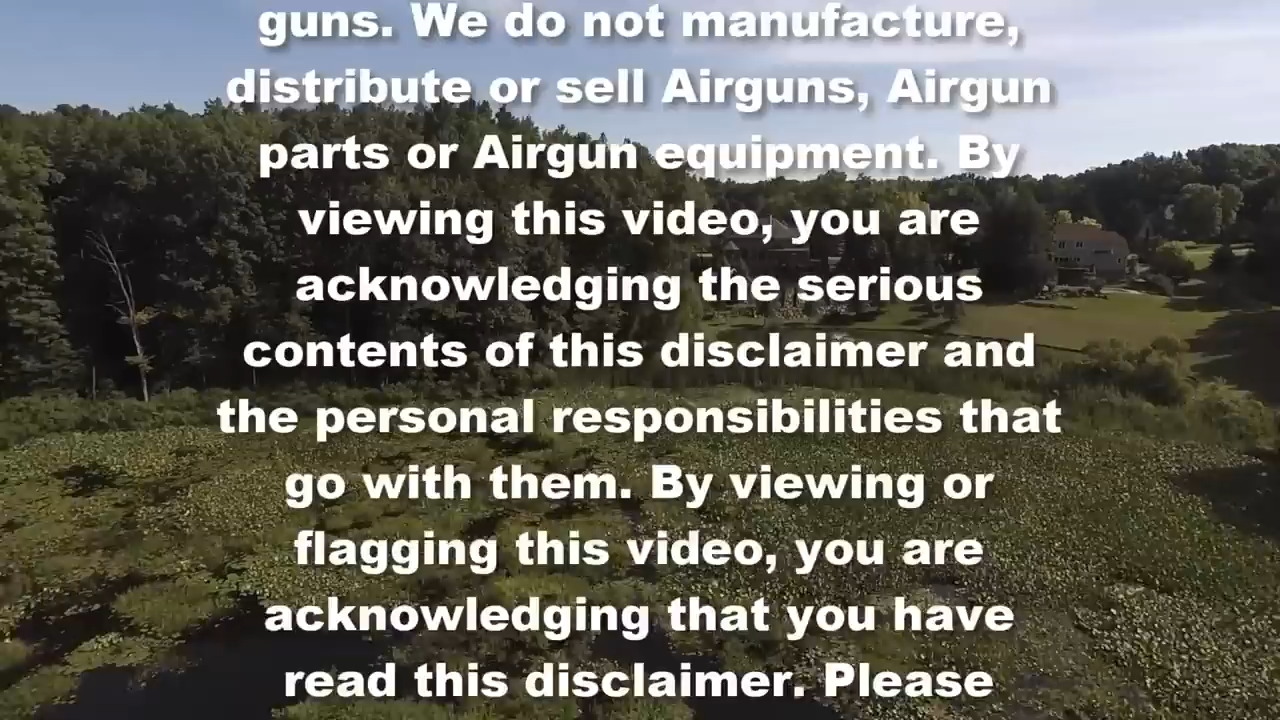 guns. We do not manufacture,
distribute or sell Airguns, Airgun
parts or Airgun equipment. By
viewing this video, you are
acknowledging the serious
contents of this disclaimer and
the personal responsibilities that
go with them. By viewing or
flagging this video, you are
acknowledging that you have
read this disclaimer. Please